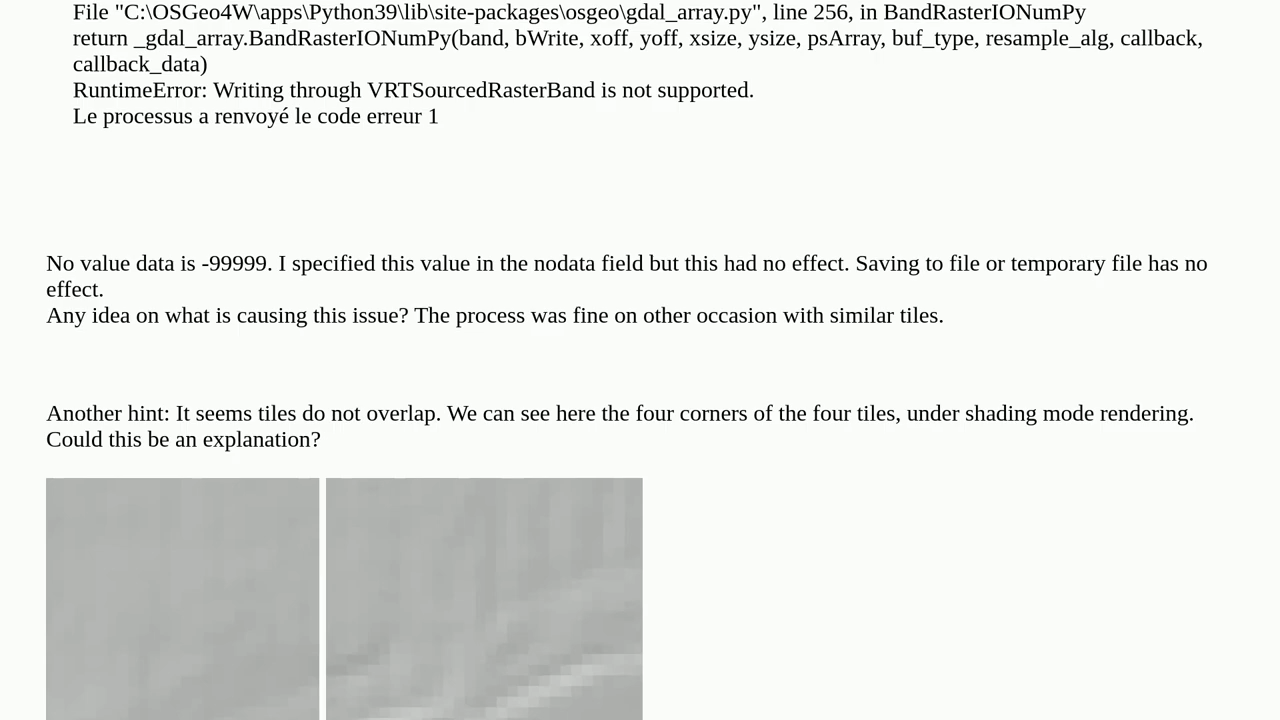 File "C:\OSGeo4W\apps\Python39\lib\site-packages\osgeo\gdal_array.py", line 256, in BandRasterIONumPy
return _gdal_array.BandRasterIONumPy(band, bWrite, xoff, yoff, xsize, ysize, psArray, buf_type, resample_alg, callback,
callback_data)
RuntimeError: Writing through VRTSourcedRasterBand is not supported.
Le processus a renvoyé le code erreur 1
No value data is -99999. I specified this value in the nodata field but this had no effect. Saving to file or temporary file has no
effect.
Any idea on what is causing this issue? The process was fine on other occasion with similar tiles.
Another hint: It seems tiles do not overlap. We can see here the four corners of the four tiles, under shading mode rendering.
Could this be an explanation?